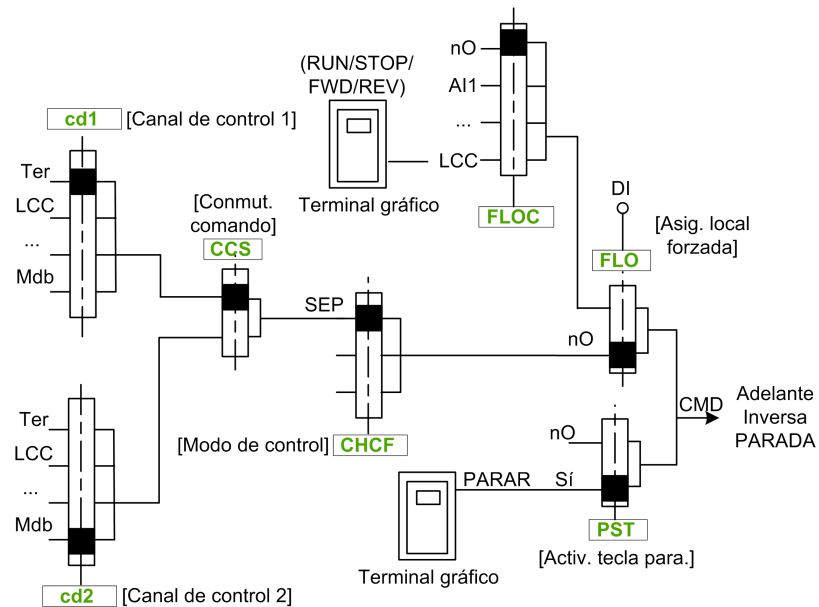 (RUN/STOP/
FWD/REV)
Terminal gráfico
nO
AI1
...
LCC
FLOC
cd1 [Canal de control 1]
Ter
LCC
...
Mdb
[Conmut.
comando]
CCS
DI
[Asig. local
forzada]
FLO
nO
SEP
[Modo de control] CHCF
CMD
Adelante
Inversa
PARADA
Ter
LCC
...
Mdb
cd2 [Canal de control 2]
nO
PARAR Sí
PST
[Activ. tecla para.]
Terminal gráfico